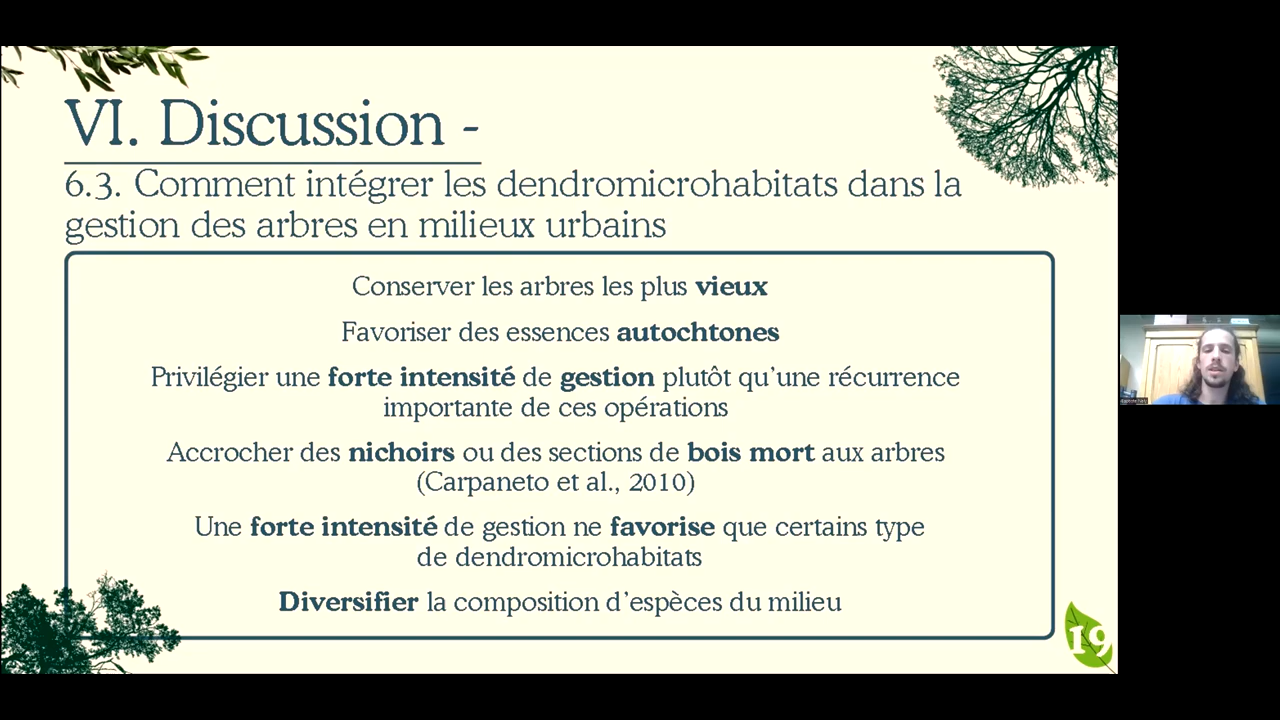 VI. Discussion -
6.3. Comment intégrer les dendromicrohabitats dans la
gestion des arbres en milieux urbains
Conserver les arbres les plus vieux
Favoriser des essences autochtones
Privilégier une forte intensité de gestion plutôt qu'une récurrence
importante de ces opérations
Accrocher des nichoirs ou des sections de bois mort aux arbres
(Carpaneto et al., 2010)
Une forte intensité de gestion ne favorise que certains type
de dendromicrohabitats
Diversifier la composition d'espèces du milieu
19